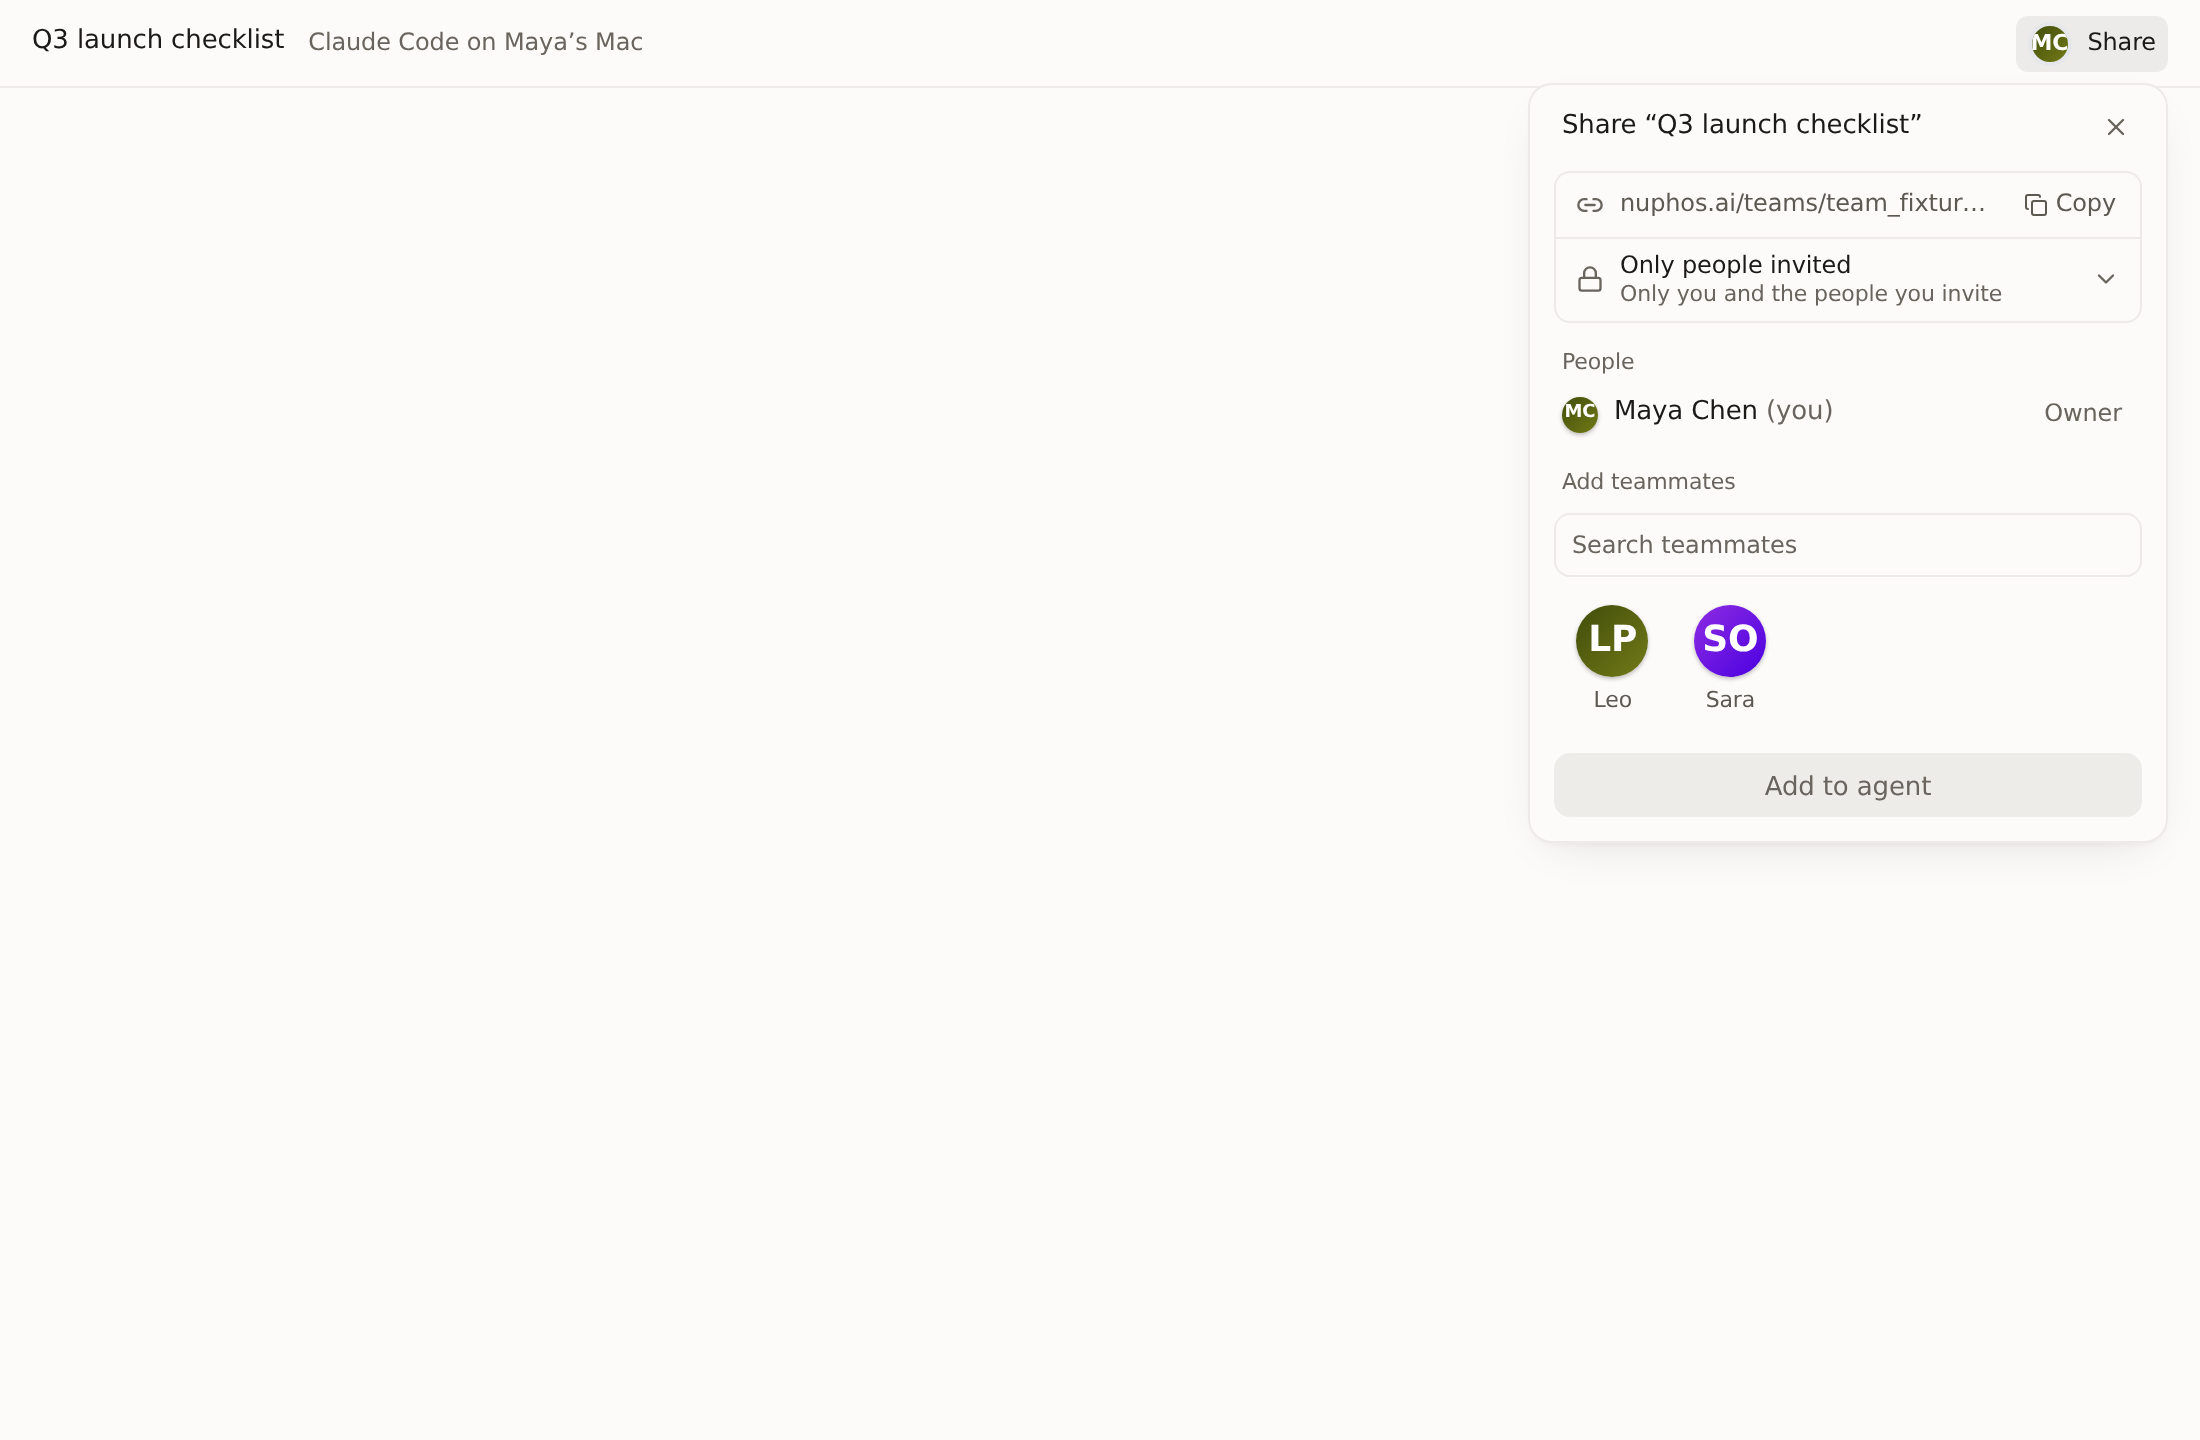 Q3 launch checklist Claude Code on Maya’s Mac
MC Share
Share “Q3 launch checklist”
nuphos.ai/teams/team_fixtur… Copy
Only people invited
Only you and the people you invite
People
MC Maya Chen (you) Owner
Add teammates
Search teammates
LP SO
Leo Sara
Add to agent